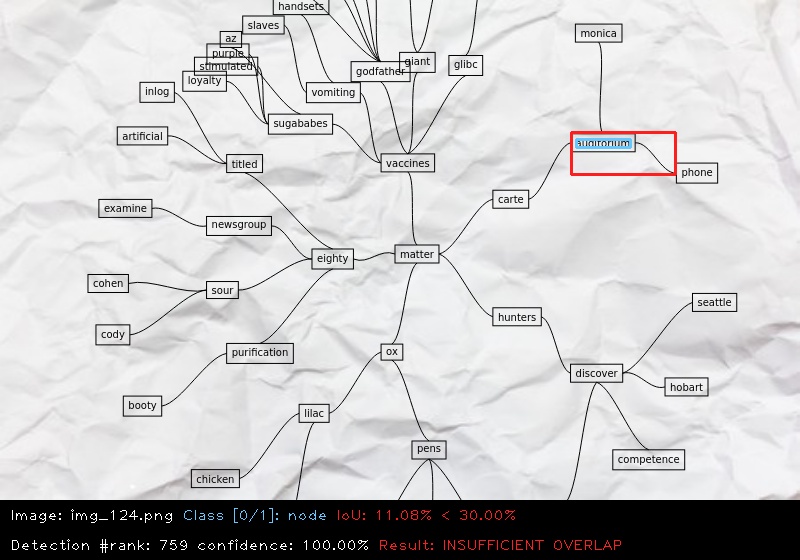 handsets
slaves
monica
az
purple
giant
glibc
stimulated
godfather
loyalty
inlog
vomiting
sugababes
artificial
auditorium
titled
vaccines
phone
carte
examine
newsgroup
matter
eighty
cohen
sour
seattle
hunters
cody
purification
ox
discover
hobart
booty
lilac
pens
competence
chicken
Image: img_124.png Class [0/1]: node IoU: 11.08% < 30.00%
Detection #rank: 759 confidence: 100.00% Result: INSUFFICIENT OVERLAP